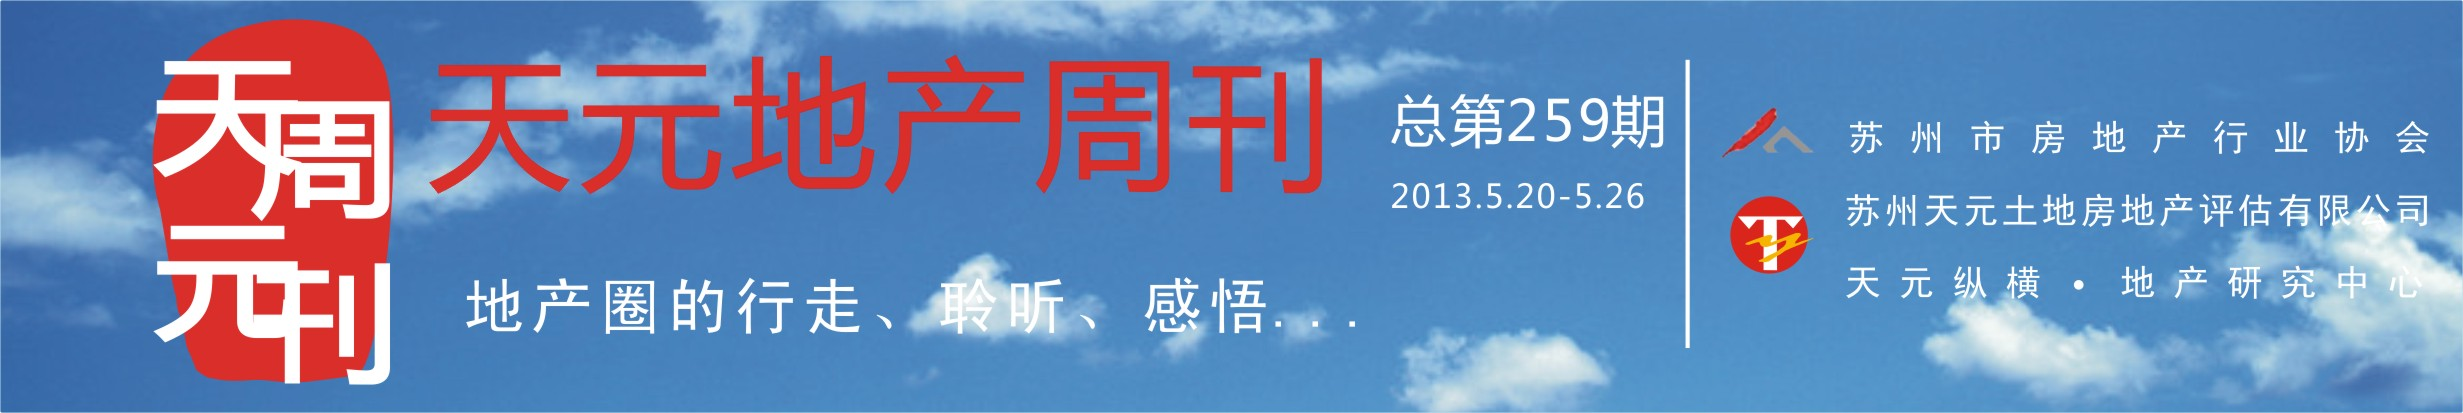 天元周刊
天元地产周刊
地产圈的行走、聆听、感悟...
总第259期
2013.5.20-5.26
苏州市房地产行业协会
苏州天元土地房地产评估有限公司
天元纵横·地产研究中心